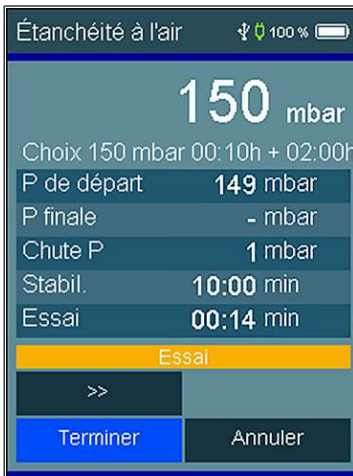 Étanchéité à l'air 100 %
150 mbar
Choix 150 mbar 00:10h + 02:00h
P de départ 149 mbar
P finale - mbar
Chute P 1 mbar
Stabil. 10:00 min
Essai 00:14 min
Essai
>>
Terminer Annuler